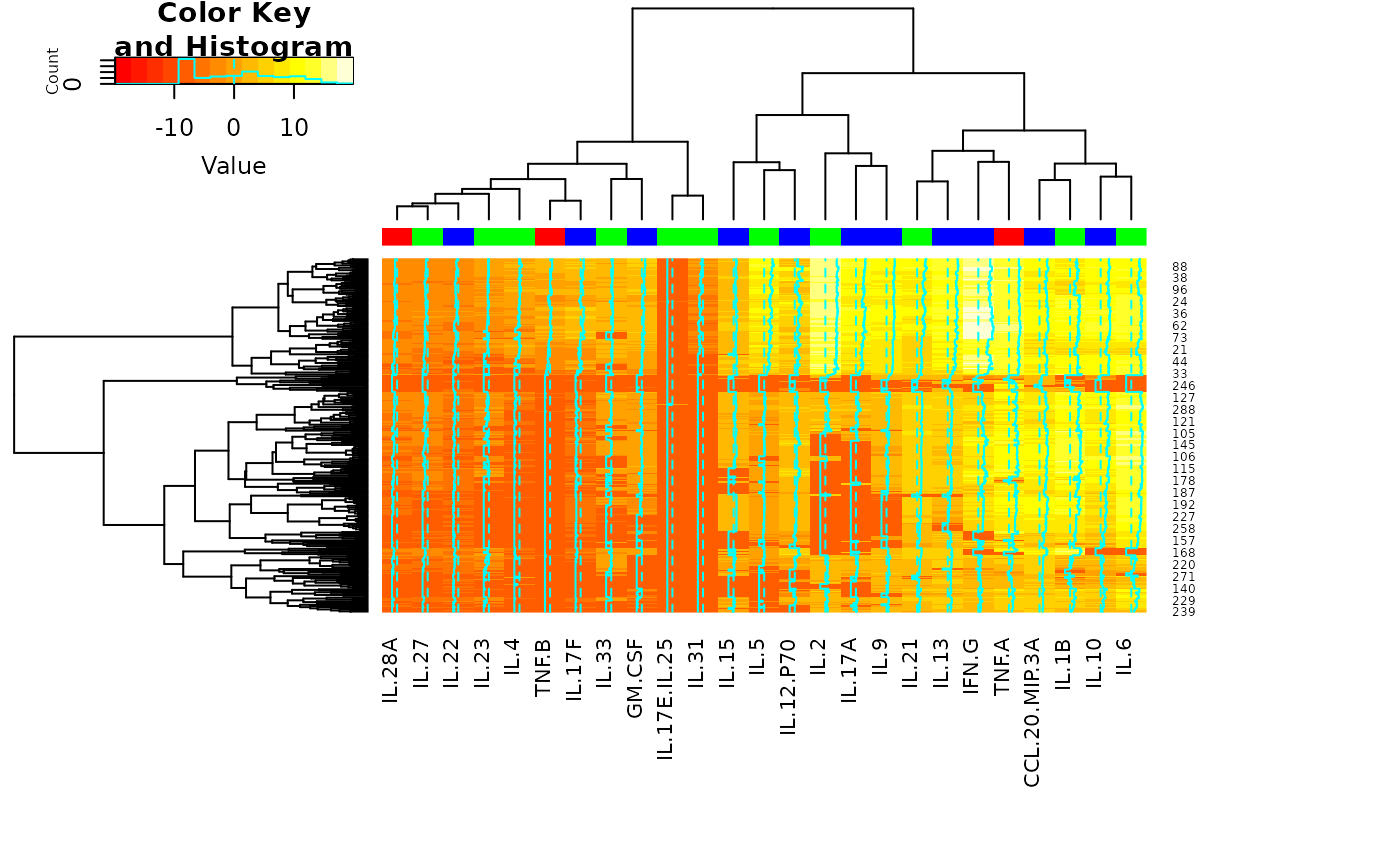 Color Key
and Histogram
Count
0
-10 0 10
Value
88
38
96
24
36
62
73
21
44
33
246
127
288
121
105
145
106
115
178
187
192
227
258
157
168
220
271
140
229
239
IL.28A
IL.27
IL.22
IL.23
IL.4
TNF.B
IL.17F
IL.33
GM.CSF
IL.17E.IL.25
IL.31
IL.15
IL.5
IL.12.P70
IL.2
IL.17A
IL.9
IL.21
IL.13
IFN.G
TNF.A
CCL.20.MIP.3A
IL.1B
IL.10
IL.6